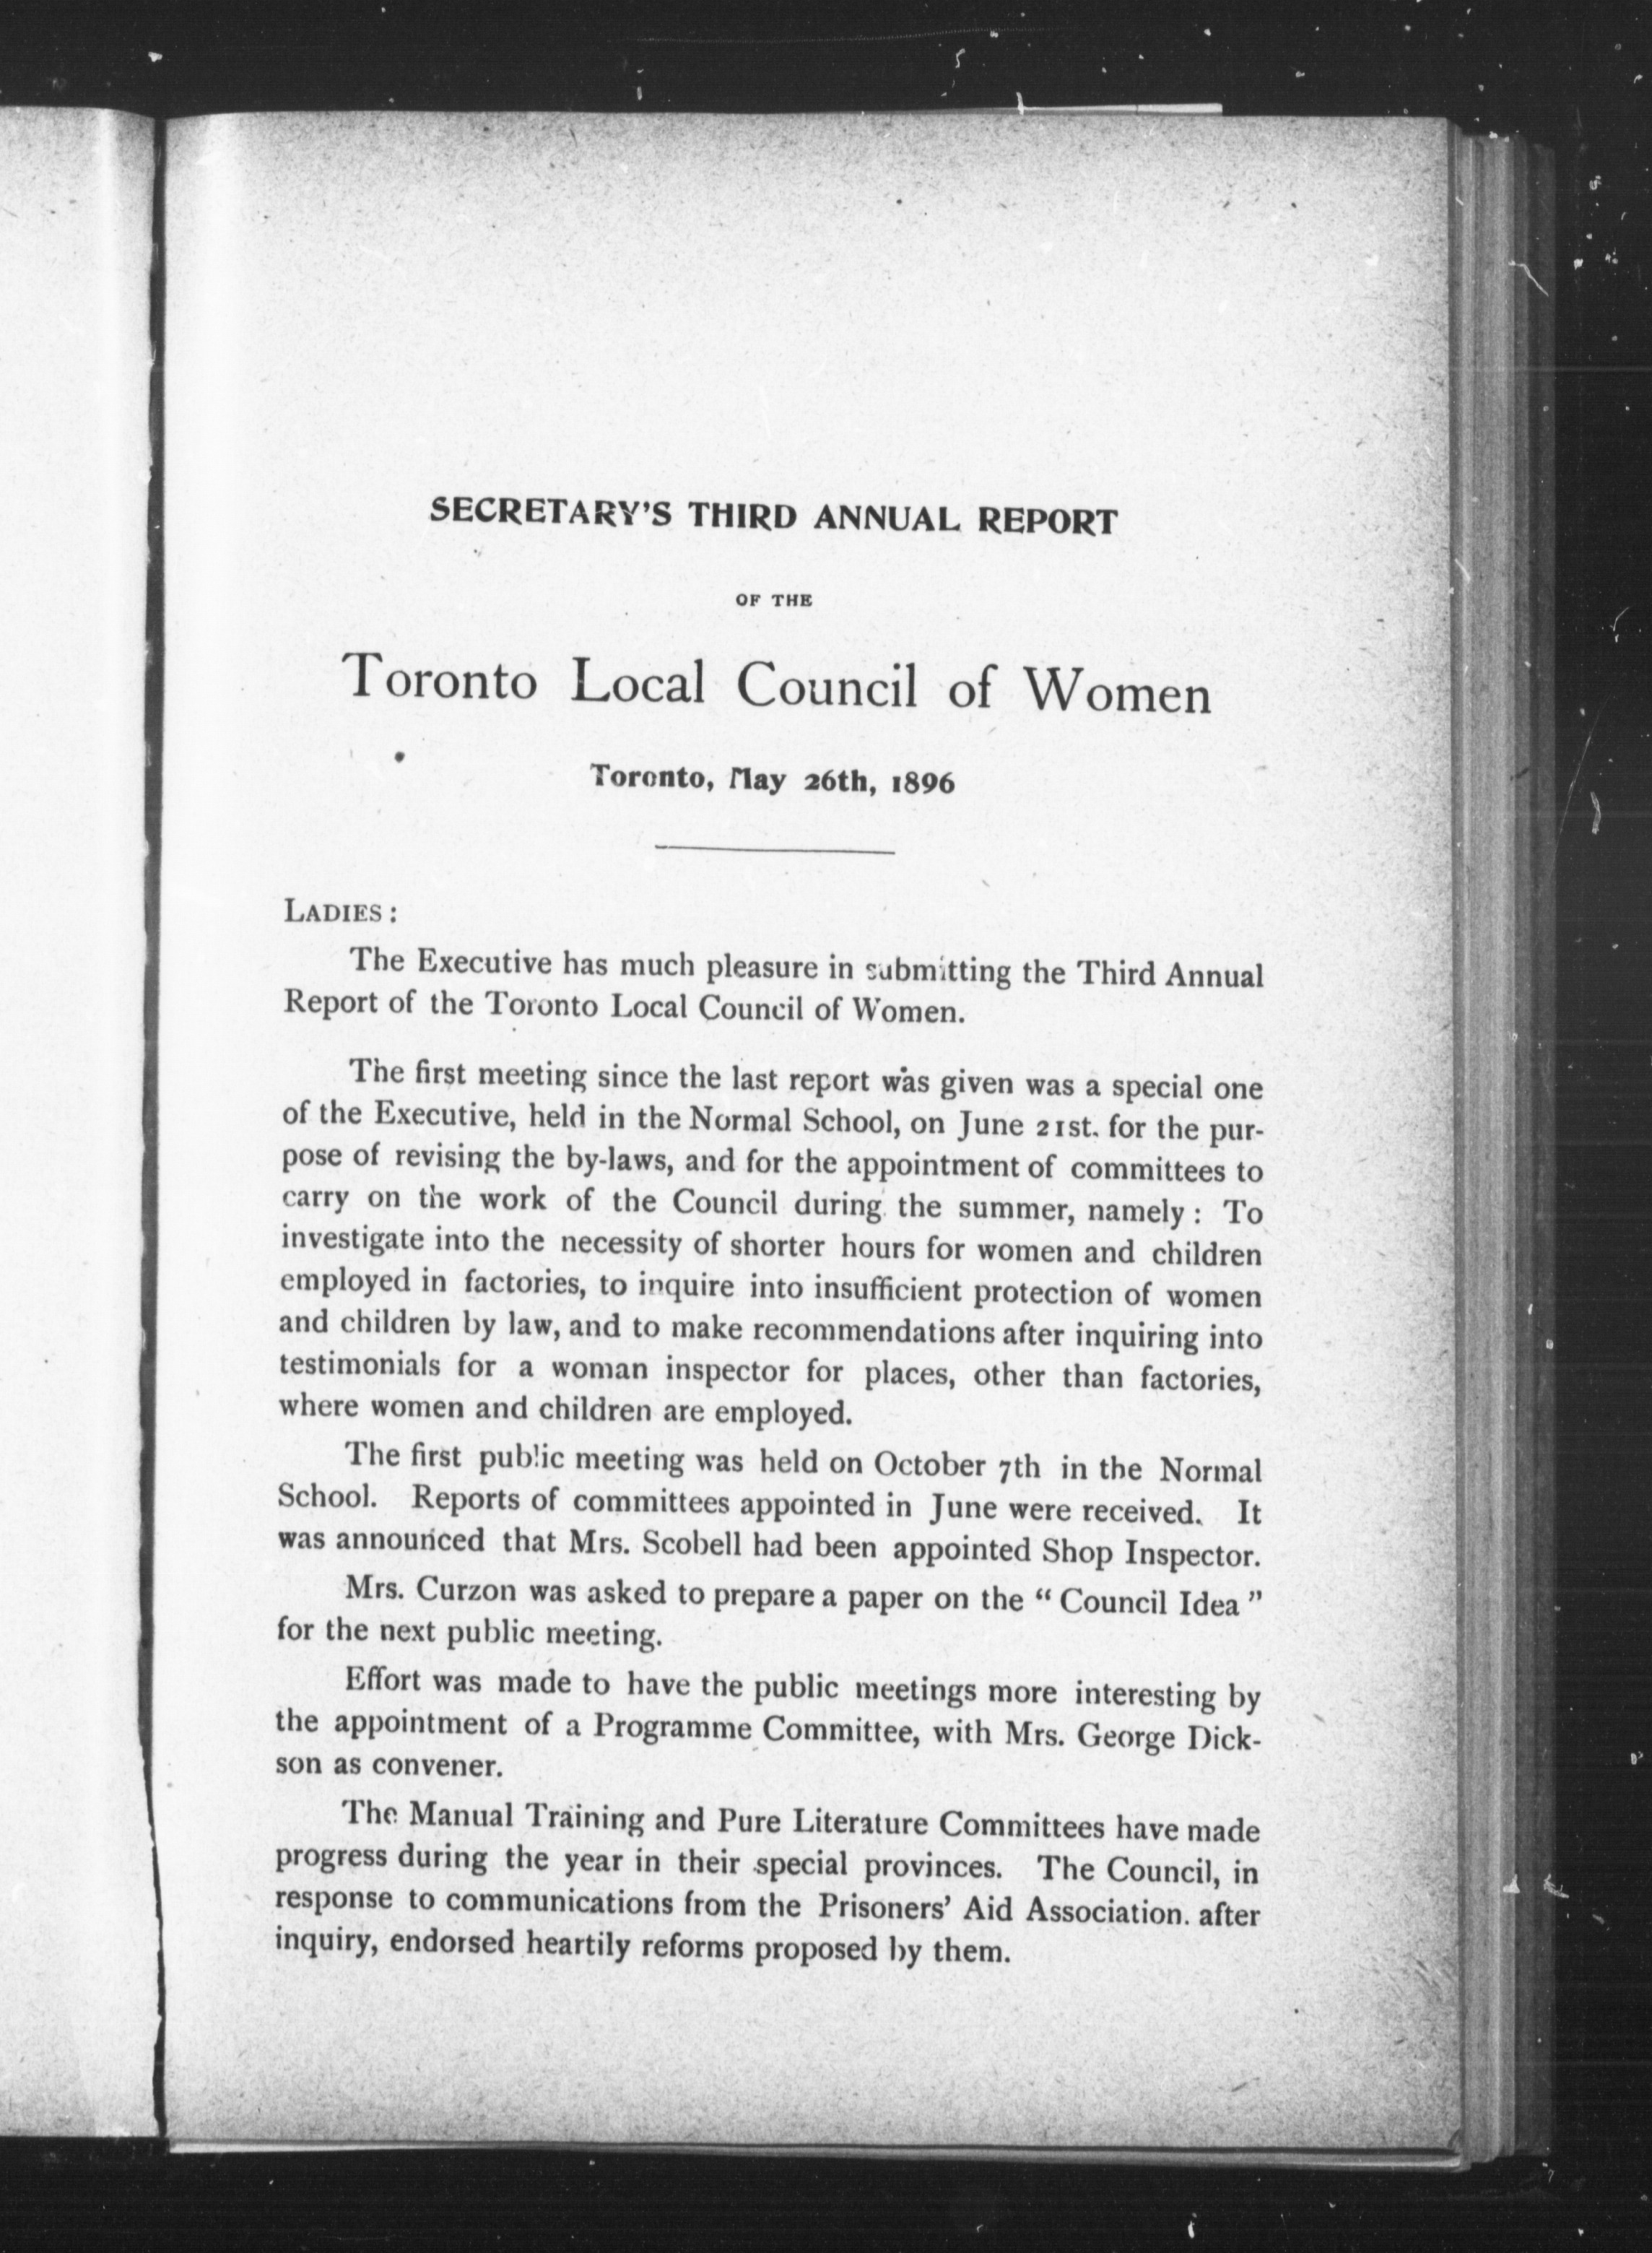 SECRETARY'S THIRD ANNUAL REPORT
OF THE
Toronto Local Council of Women
Toronto, May 26th, 1896
LADIES:
The Executive has much pleasure in submitting the Third Annual
Report of the Toronto Local Council of Women.
The first meeting since the last report was given was a special one
of the Executive, held in the Normal School, on June 21st. for the pur-
pose of revising the by-laws, and for the appointment of committees to
carry on the work of the Council during the summer, namely: To
investigate into the necessity of shorter hours for women and children
employed in factories, to inquire into insufficient protection of women
and children by law, and to make recommendations after inquiring into
testimonials for a woman inspector for places, other than factories,
where women and children are employed.
The first public meeting was held on October 7th in the Normal
School. Reports of committees appointed in June were received. It
was announced that Mrs. Scobell had been appointed Shop Inspector.
Mrs. Curzon was asked to prepare a paper on the "Council Idea"
for the next public meeting.
Effort was made to have the public meetings more interesting by
the appointment of a Programme Committee, with Mrs. George Dick-
son as convener.
The Manual Training and Pure Literature Committees have made
progress during the year in their special provinces. The Council, in
response to communications from the Prisoners' Aid Association. after
inquiry, endorsed heartily reforms proposed by them.